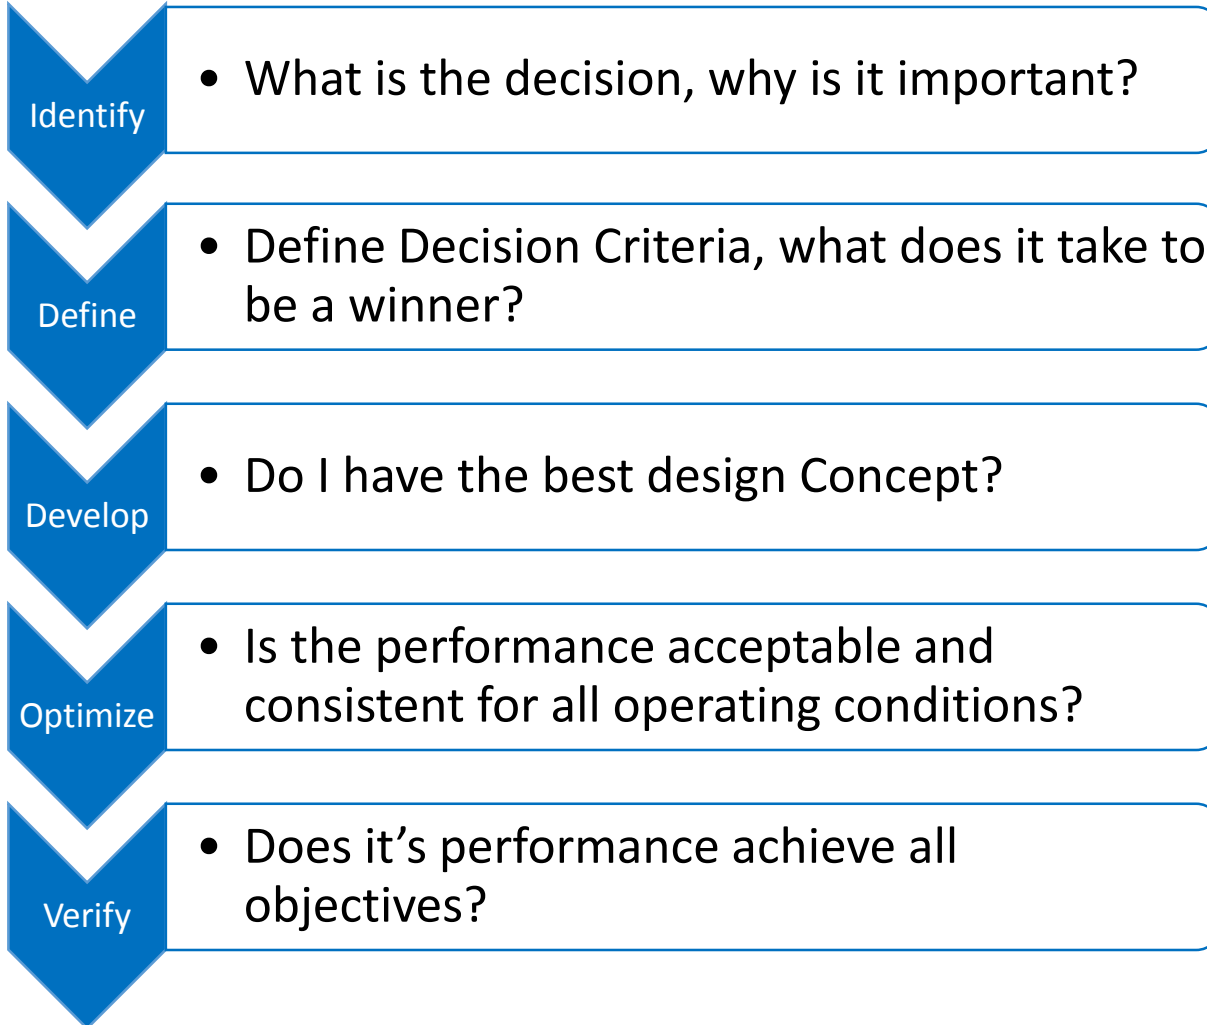 Identify
• What is the decision, why is it important?
Define
• Define Decision Criteria, what does it take to
be a winner?
Develop
• Do I have the best design Concept?
Optimize
• Is the performance acceptable and
consistent for all operating conditions?
Verify
• Does it’s performance achieve all
objectives?